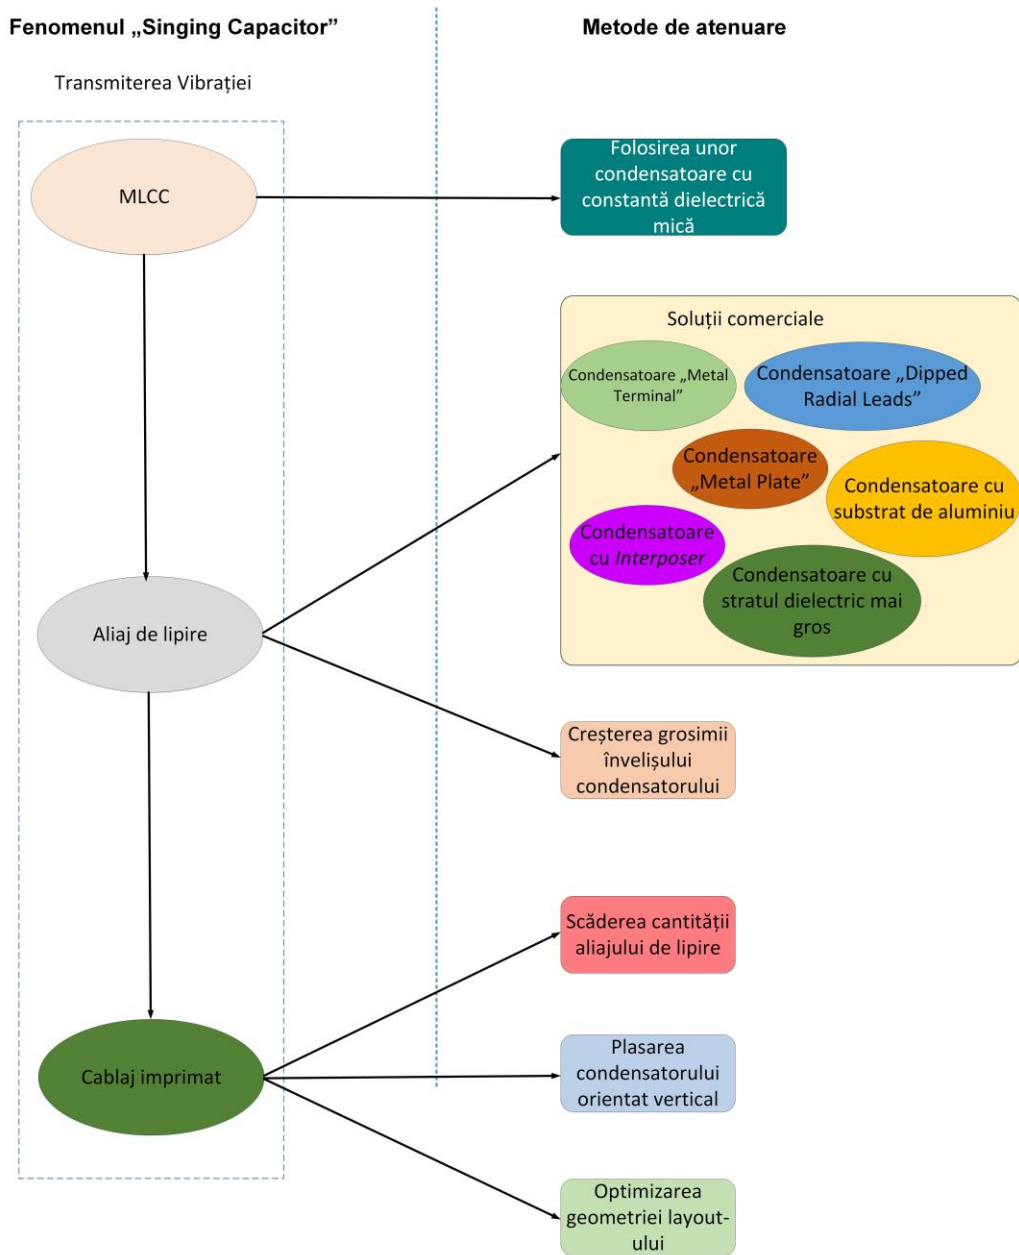 Fenomenul „Singing Capacitor”
Metode de atenuare
Transmiterea Vibrației
MLCC
Folosirea unor
condensatoare cu
constantă dielectrică
mică
Soluții comerciale
Condensatoare „Metal
Terminal”
Condensatoare „Dipped
Radial Leads”
Condensatoare
„Metal Plate”
Condensatoare cu
substrat de aluminiu
Condensatoare
cu Interposer
Condensatoare cu
stratul dielectric mai
gros
Aliaj de lipire
Creșterea grosimii
învelișului
condensatorului
Scăderea cantității
aliajului de lipire
Cablaj imprimat
Plasarea
condensatorului
orientat vertical
Optimizarea
geometriei layout-
ului